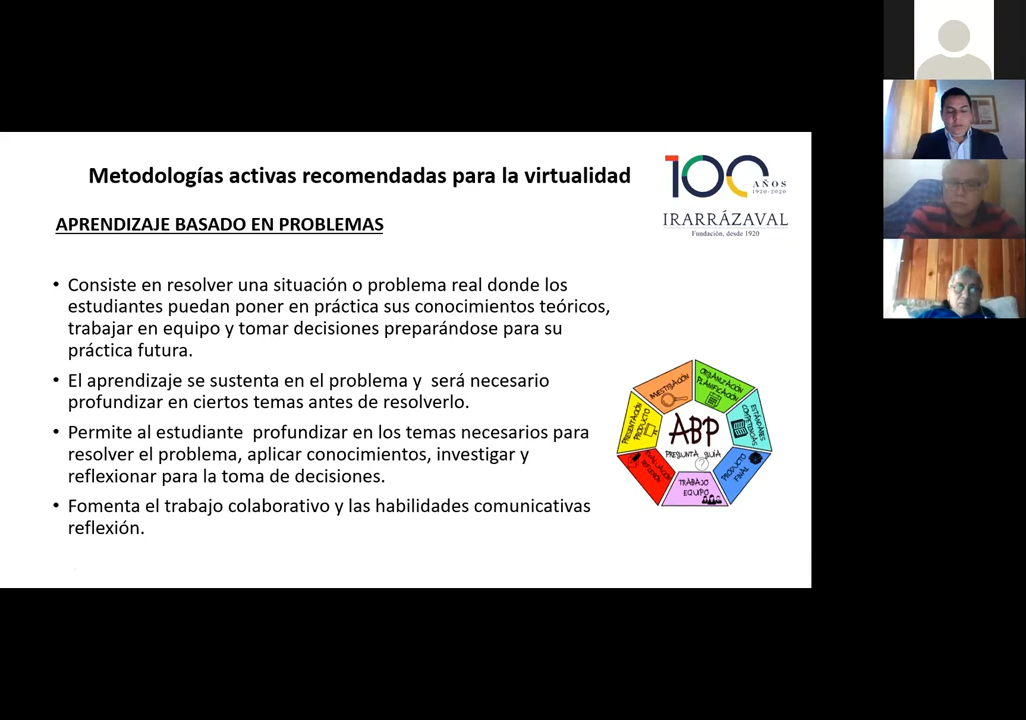 Metodologías activas recomendadas para la virtualidad
100
AÑOS
1920-2020
IRARRÁZAVAL
Fundación, desde 1920
APRENDIZAJE BASADO EN PROBLEMAS
• Consiste en resolver una situación o problema real donde los
estudiantes puedan poner en práctica sus conocimientos teóricos,
trabajar en equipo y tomar decisiones preparándose para su
práctica futura.
• El aprendizaje se sustenta en el problema y  será necesario
profundizar en ciertos temas antes de resolverlo.
• Permite al estudiante  profundizar en los temas necesarios para
resolver el problema, aplicar conocimientos, investigar y
reflexionar para la toma de decisiones.
• Fomenta el trabajo colaborativo y las habilidades comunicativas
reflexión.
INVESTIGACIÓN
ORGANIZACIÓN
PLANIFICACIÓN
PRESENTACIÓN
PRODUCTO
ESTÁNDARES
ABP
PREGUNTA GUÍA
PRODUCTO
FINAL
TRABAJO
EQUIPO